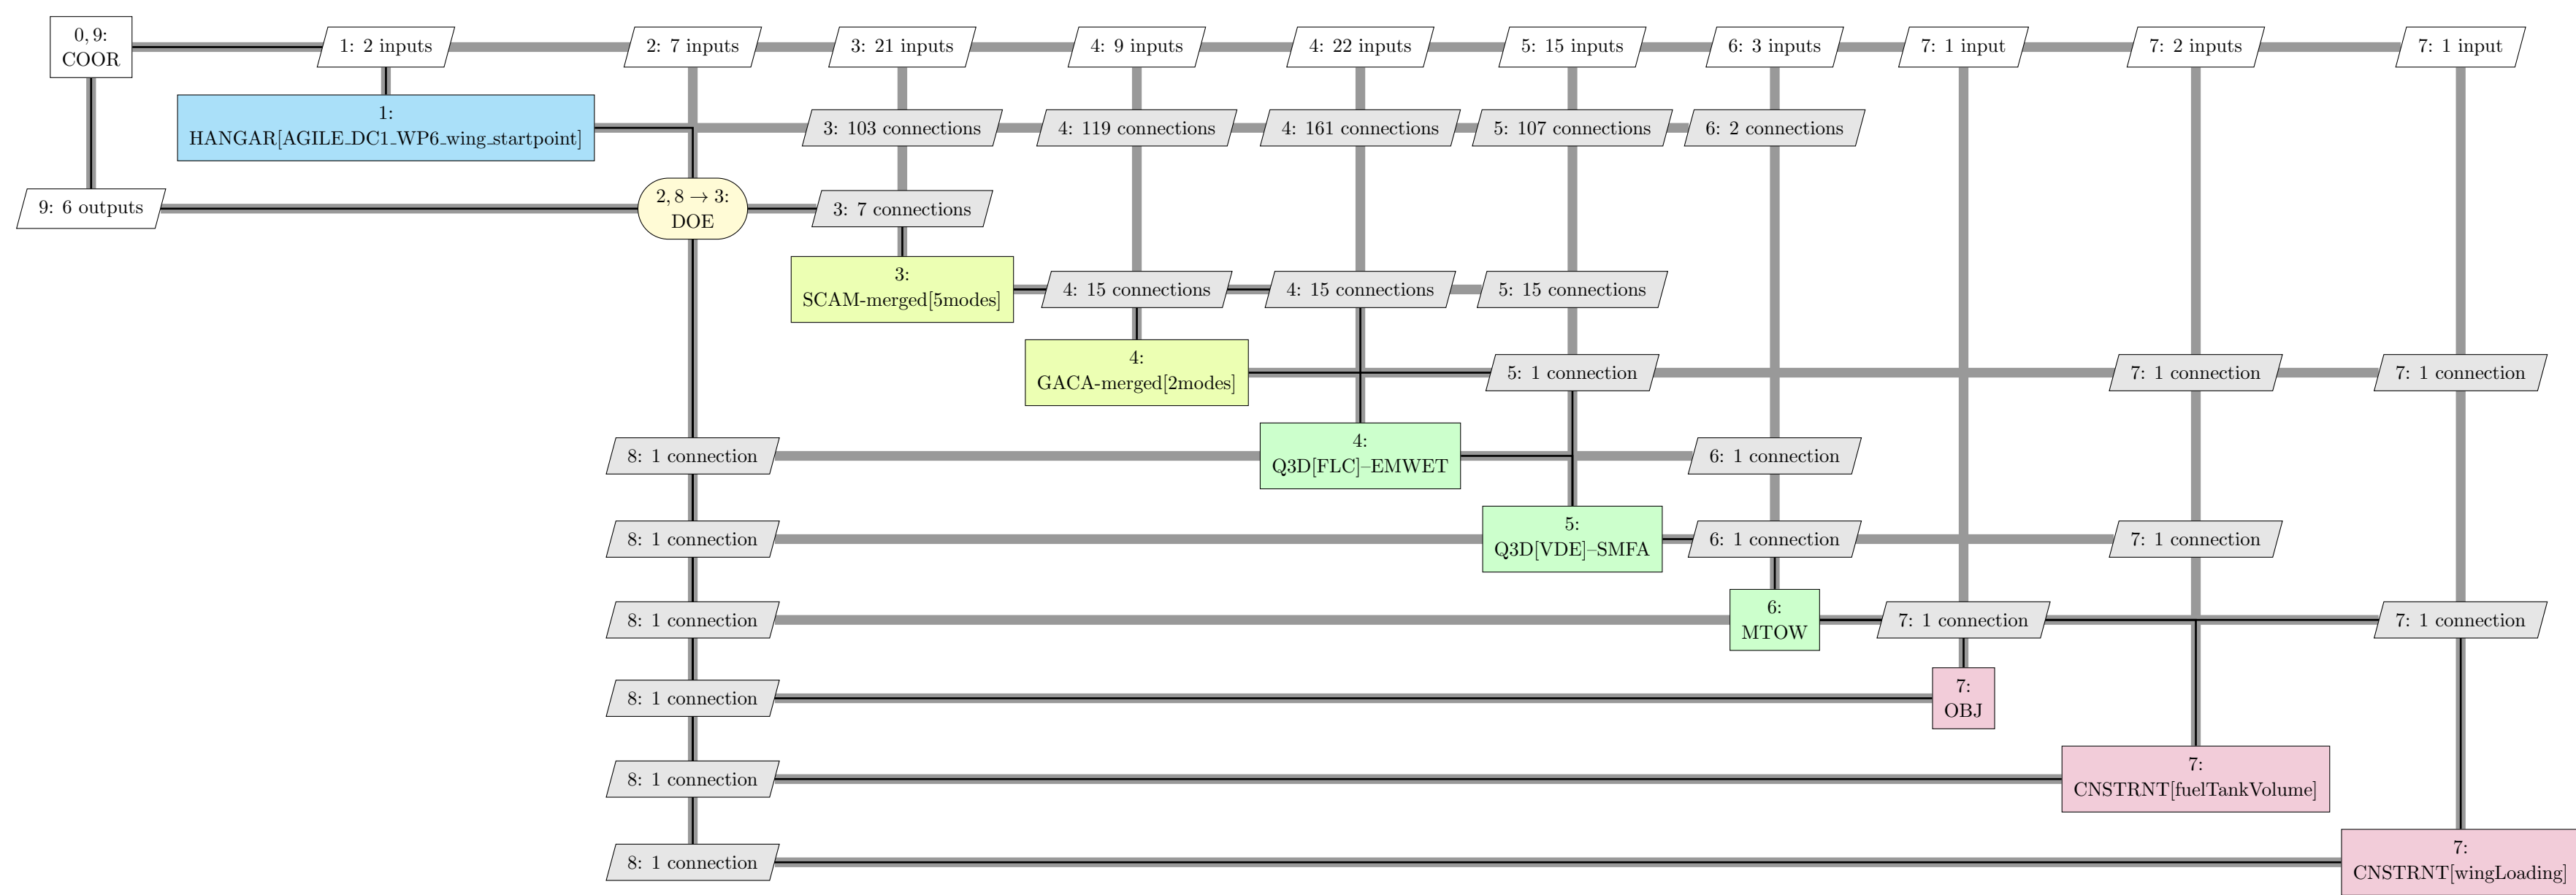 0, 9:
COOR
1: 2 inputs
2: 7 inputs
3: 21 inputs
4: 9 inputs
4: 22 inputs
5: 15 inputs
6: 3 inputs
7: 1 input
7: 2 inputs
7: 1 input
1:
HANGAR[AGILE_DC1_WP6_wing_startpoint]
3: 103 connections
4: 119 connections
4: 161 connections
5: 107 connections
6: 2 connections
9: 6 outputs
2, 8 → 3:
DOE
3: 7 connections
3:
SCAM-merged[5modes]
4: 15 connections
4: 15 connections
5: 15 connections
4:
GACA-merged[2modes]
5: 1 connection
7: 1 connection
7: 1 connection
8: 1 connection
4:
Q3D[FLC]–EMWET
6: 1 connection
8: 1 connection
5:
Q3D[VDE]–SMFA
6: 1 connection
7: 1 connection
8: 1 connection
6:
MTOW
7: 1 connection
7: 1 connection
8: 1 connection
7:
OBJ
8: 1 connection
7:
CNSTRNT[fuelTankVolume]
8: 1 connection
7:
CNSTRNT[wingLoading]